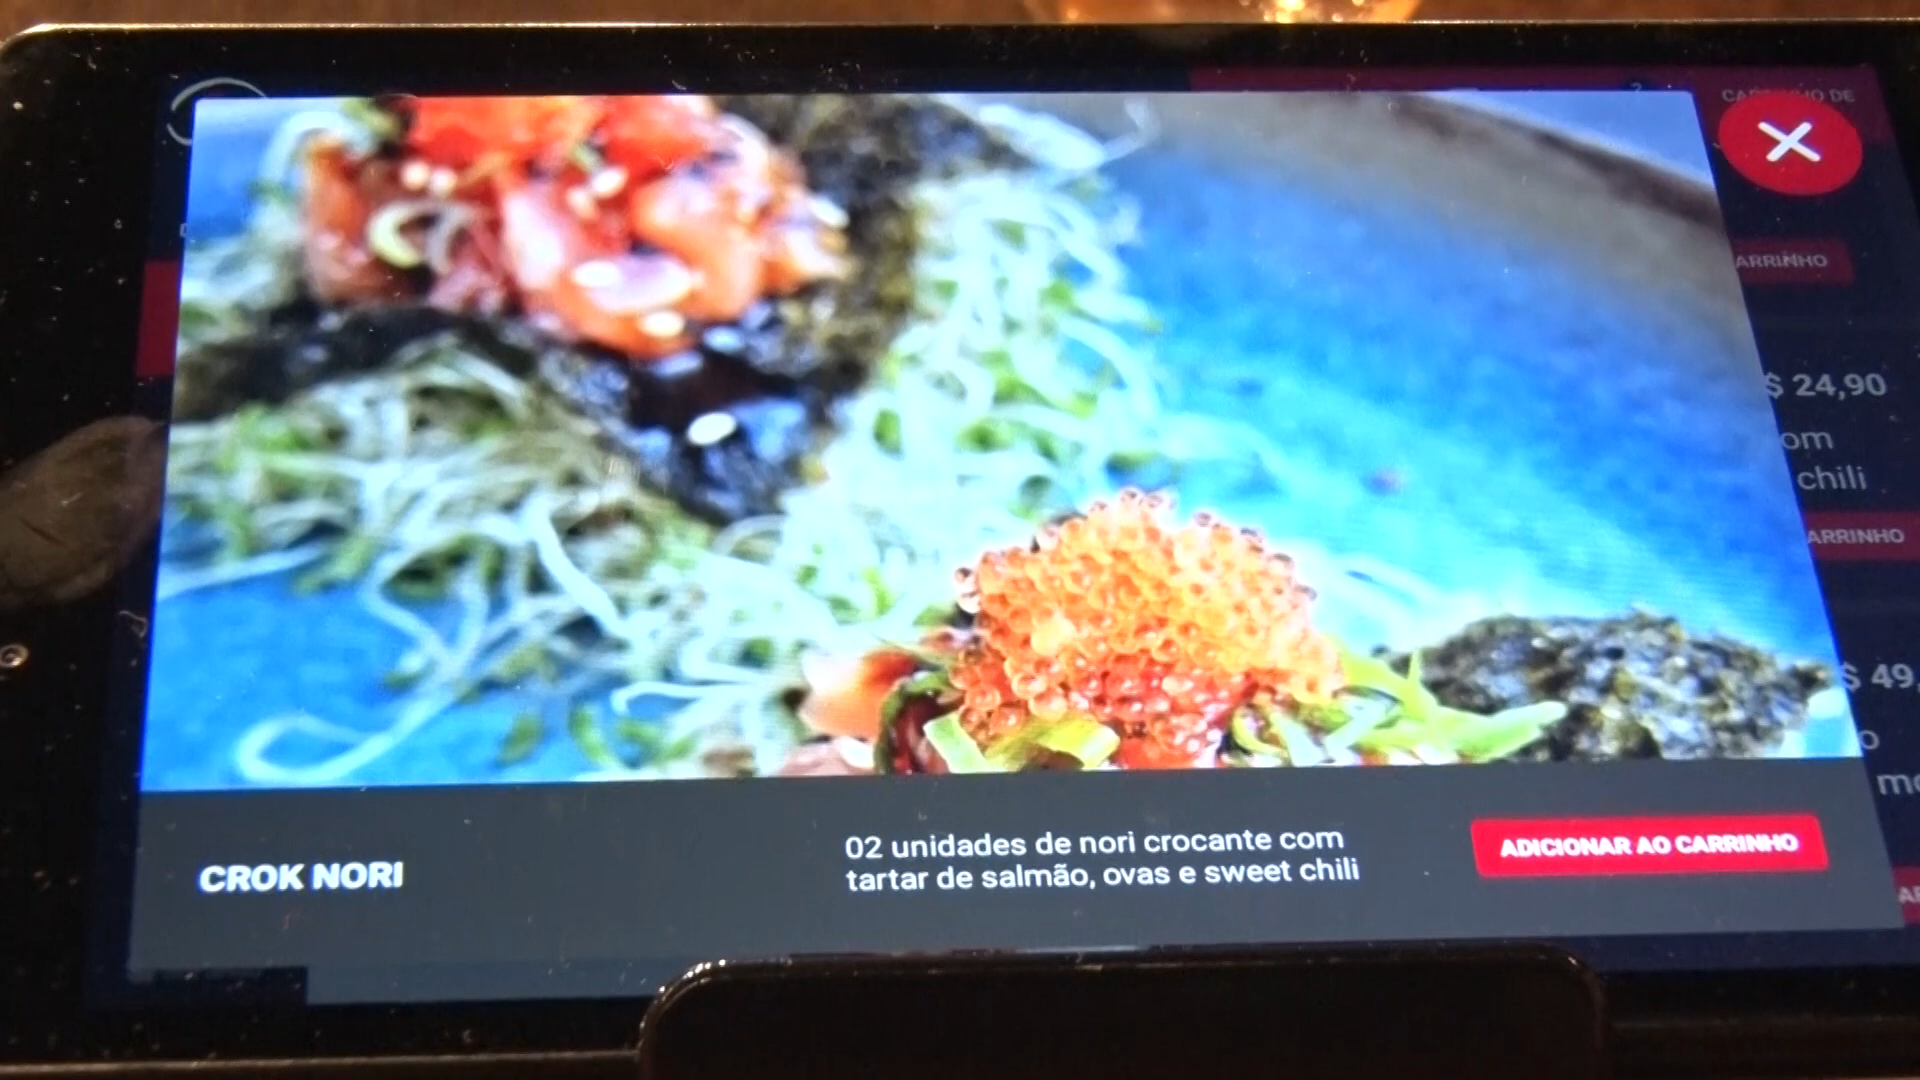 ARRINHO
$ 24,90
om
chili
ARRINHO
$ 49,
o
CROK NORI
02 unidades de nori crocante com
tartar de salmão, ovas e sweet chili
ADICIONAR AO CARRINHO